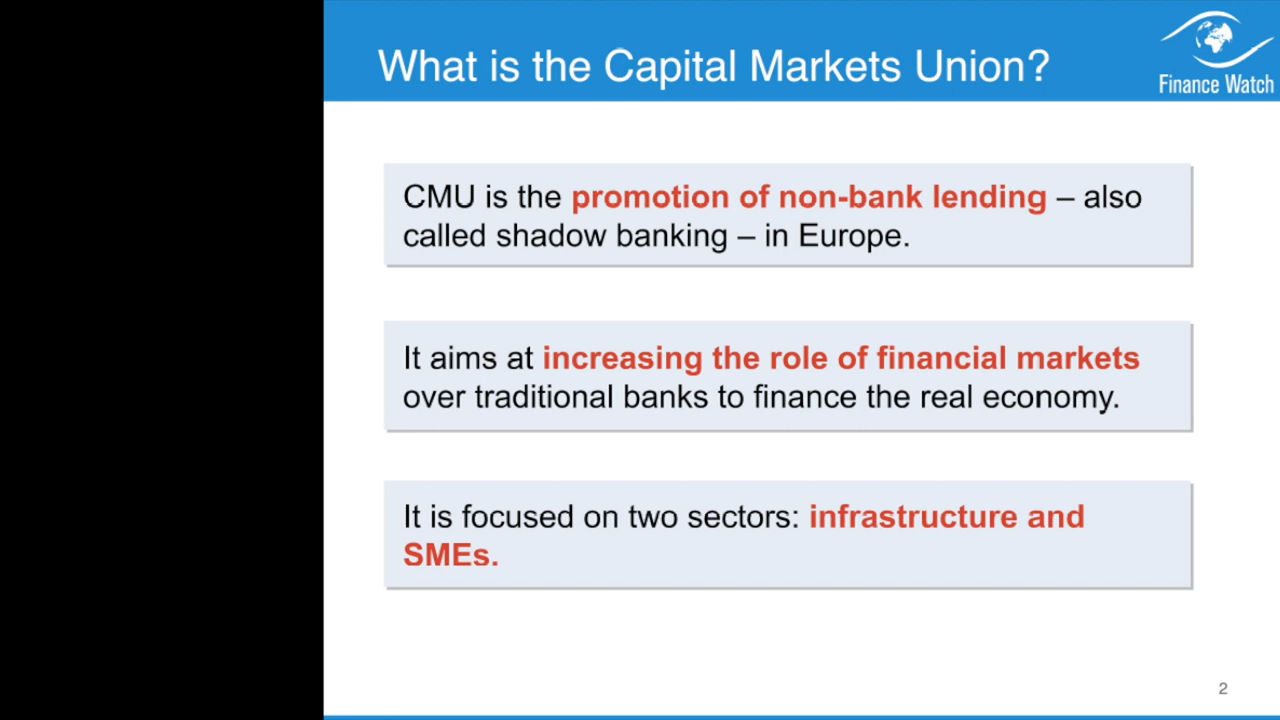 What is the Capital Markets Union?
Finance Watch
CMU is the promotion of non-bank lending – also
called shadow banking – in Europe.
It aims at increasing the role of financial markets
over traditional banks to finance the real economy.
It is focused on two sectors: infrastructure and
SMEs.
2